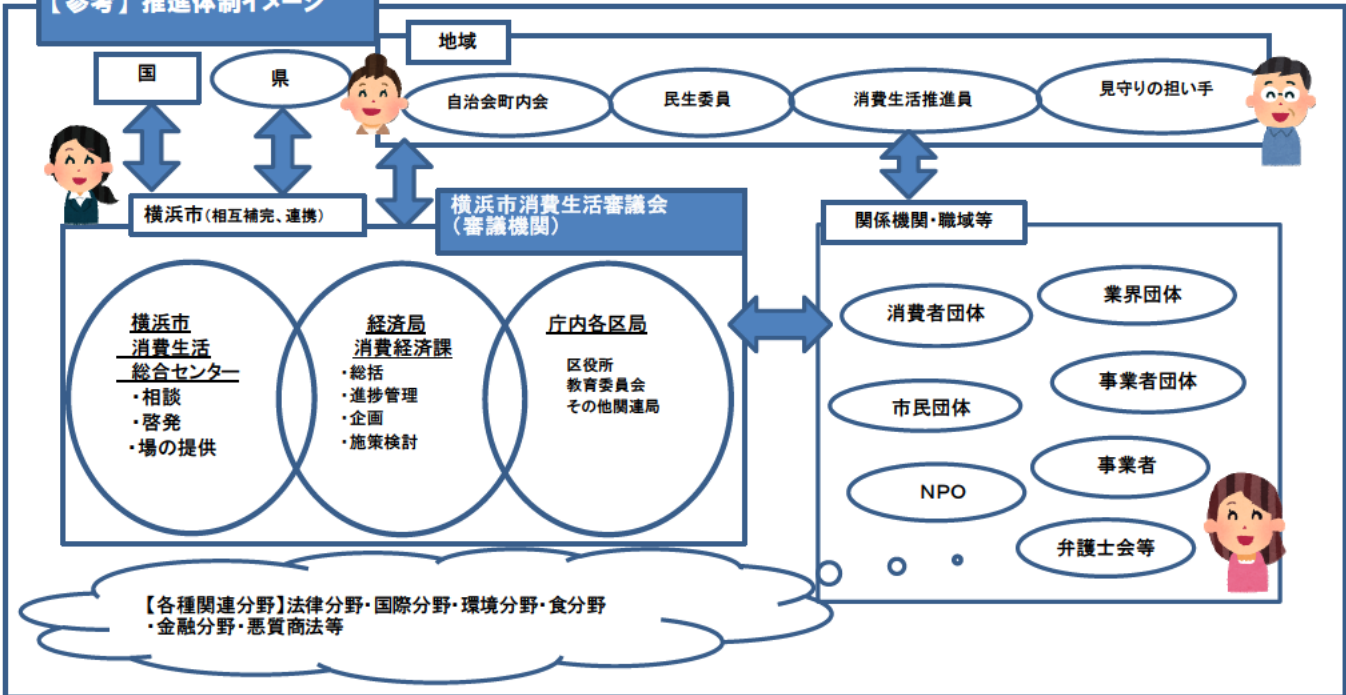 【参考】推進体制イメージ
国
県
地域
自治会町内会
民生委員
消費生活推進員
見守りの担い手
横浜市(相互補完、連携)
横浜市消費生活審議会
(審議機関)
横浜市
消費生活
総合センター
・相談
・啓発
・場の提供
経済局
消費経済課
・総括
・進捗管理
・企画
・施策検討
庁内各区局
区役所
教育委員会
その他関連局
関係機関・職域等
消費者団体
業界団体
事業者団体
市民団体
事業者
NPO
弁護士会等
【各種関連分野】法律分野・国際分野・環境分野・食分野
・金融分野・悪質商法等